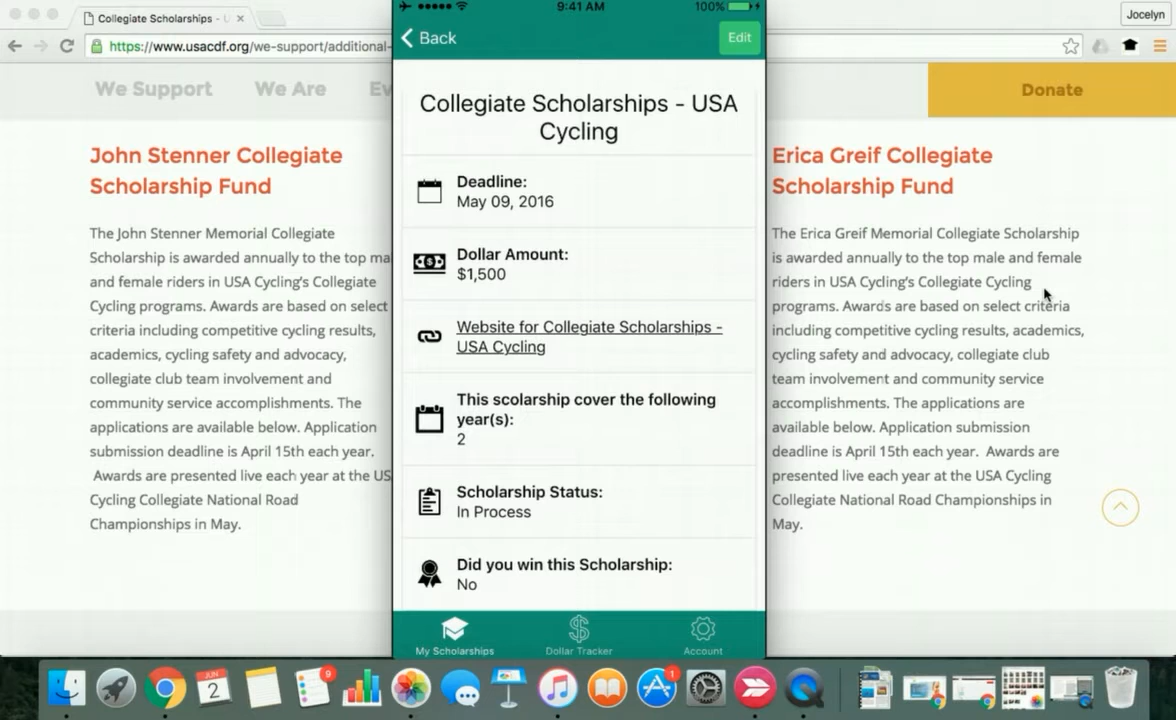 Collegiate Scholarships - U
Jocelyn
https://www.usacdf.org/we-support/additional-
9:41 AM
100%
Back
Edit
We Support
We Are
Ev
Donate
Collegiate Scholarships - USA
Cycling
Deadline:
May 09, 2016
Dollar Amount:
$1,500
Website for Collegiate Scholarships -
USA Cycling
This scolarship cover the following
year(s):
2
Scholarship Status:
In Process
Did you win this Scholarship:
No
My Scholarships
Dollar Tracker
Account
John Stenner Collegiate
Scholarship Fund
The John Stenner Memorial Collegiate
Scholarship is awarded annually to the top ma
and female riders in USA Cycling's Collegiate
Cycling programs. Awards are based on select
criteria including competitive cycling results,
academics, cycling safety and advocacy,
collegiate club team involvement and
community service accomplishments. The
applications are available below. Application
submission deadline is April 15th each year.
Awards are presented live each year at the US
Cycling Collegiate National Road
Championships in May.
Erica Greif Collegiate
Scholarship Fund
The Erica Greif Memorial Collegiate Scholarship
is awarded annually to the top male and female
riders in USA Cycling's Collegiate Cycling
programs. Awards are based on select criteria
including competitive cycling results, academics,
cycling safety and advocacy, collegiate club
team involvement and community service
accomplishments. The applications are
available below. Application submission
deadline is April 15th each year. Awards are
presented live each year at the USA Cycling
Collegiate National Road Championships in
May.
JUN
2
9
1